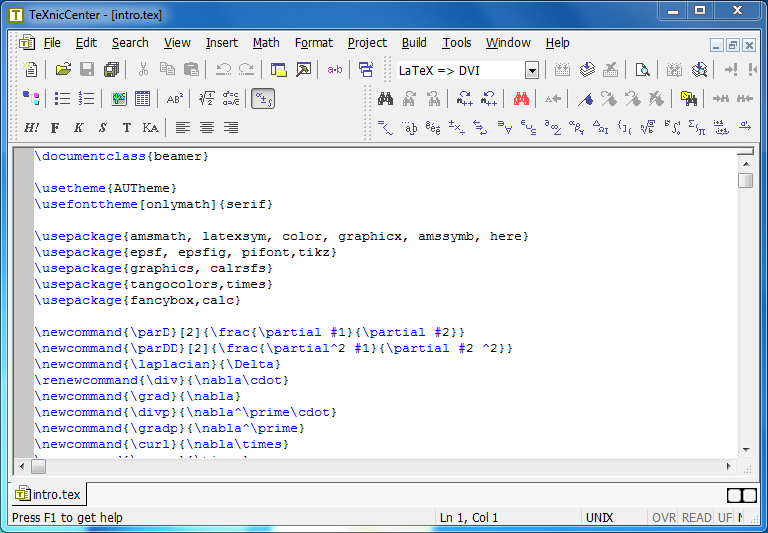 TeXnicCenter - [intro.tex]
File Edit Search View Insert Math Format Project Build Tools Window Help
LaTeX => DVI
H! F K S T KA
\documentclass{beamer}
\usetheme{AUTheme}
\usefonttheme[onlymath]{serif}
\usepackage{amsmath, latexsym, color, graphicx, amssymb, here}
\usepackage{epsf, epsfig, pifont,tikz}
\usepackage{graphics, calrsfs}
\usepackage{tangocolors,times}
\usepackage{fancybox,calc}
\newcommand{\parD}[2]{\frac{\partial #1}{\partial #2}}
\newcommand{\parDD}[2]{\frac{\partial^2 #1}{\partial #2 ^2}}
\newcommand{\laplacian}{\Delta}
\renewcommand{\div}{\nabla\cdot}
\newcommand{\grad}{\nabla}
\newcommand{\divp}{\nabla^\prime\cdot}
\newcommand{\gradp}{\nabla^\prime}
\newcommand{\curl}{\nabla\times}
intro.tex
Press F1 to get help Ln 1, Col 1 UNIX OVR READ UF